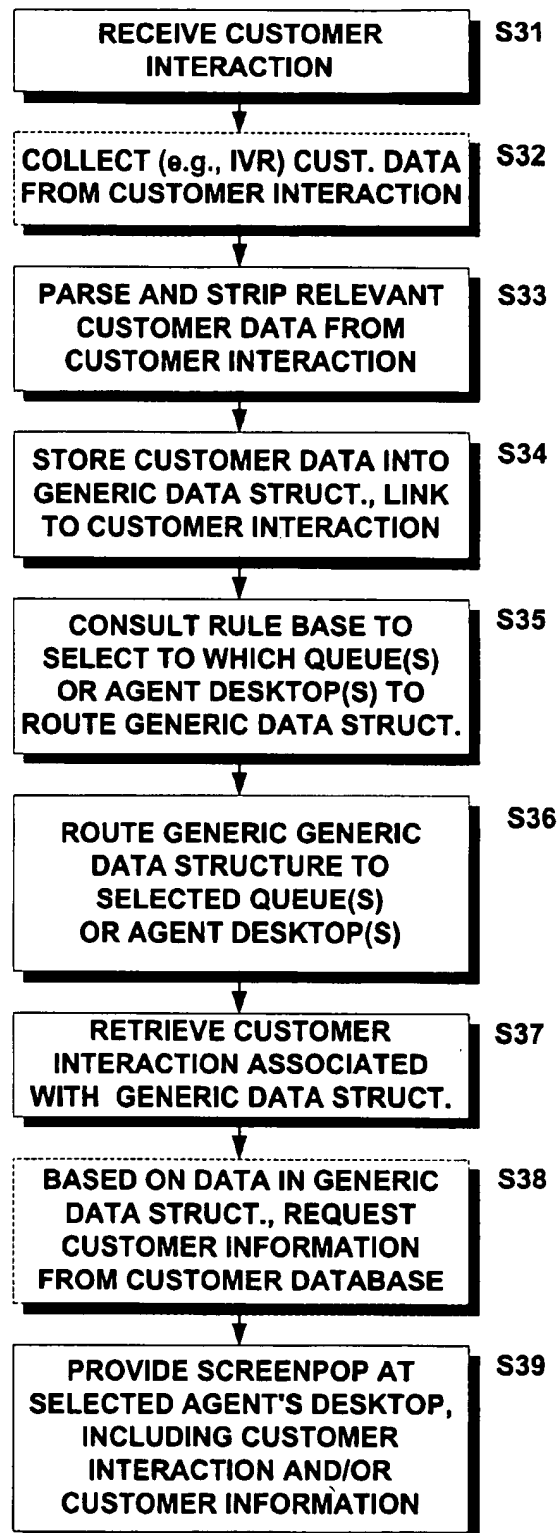 RECEIVE CUSTOMER
INTERACTION
S31
COLLECT (e.g., IVR) CUST. DATA
FROM CUSTOMER INTERACTION
S32
PARSE AND STRIP RELEVANT
CUSTOMER DATA FROM
CUSTOMER INTERACTION
S33
STORE CUSTOMER DATA INTO
GENERIC DATA STRUCT., LINK
TO CUSTOMER INTERACTION
S34
CONSULT RULE BASE TO
SELECT TO WHICH QUEUE(S)
OR AGENT DESKTOP(S) TO
ROUTE GENERIC DATA STRUCT.
S35
ROUTE GENERIC GENERIC
DATA STRUCTURE TO
SELECTED QUEUE(S)
OR AGENT DESKTOP(S)
S36
RETRIEVE CUSTOMER
INTERACTION ASSOCIATED
WITH GENERIC DATA STRUCT.
S37
BASED ON DATA IN GENERIC
DATA STRUCT., REQUEST
CUSTOMER INFORMATION
FROM CUSTOMER DATABASE
S38
PROVIDE SCREENPOP AT
SELECTED AGENT'S DESKTOP,
INCLUDING CUSTOMER
INTERACTION AND/OR
CUSTOMER INFORMATION
S39